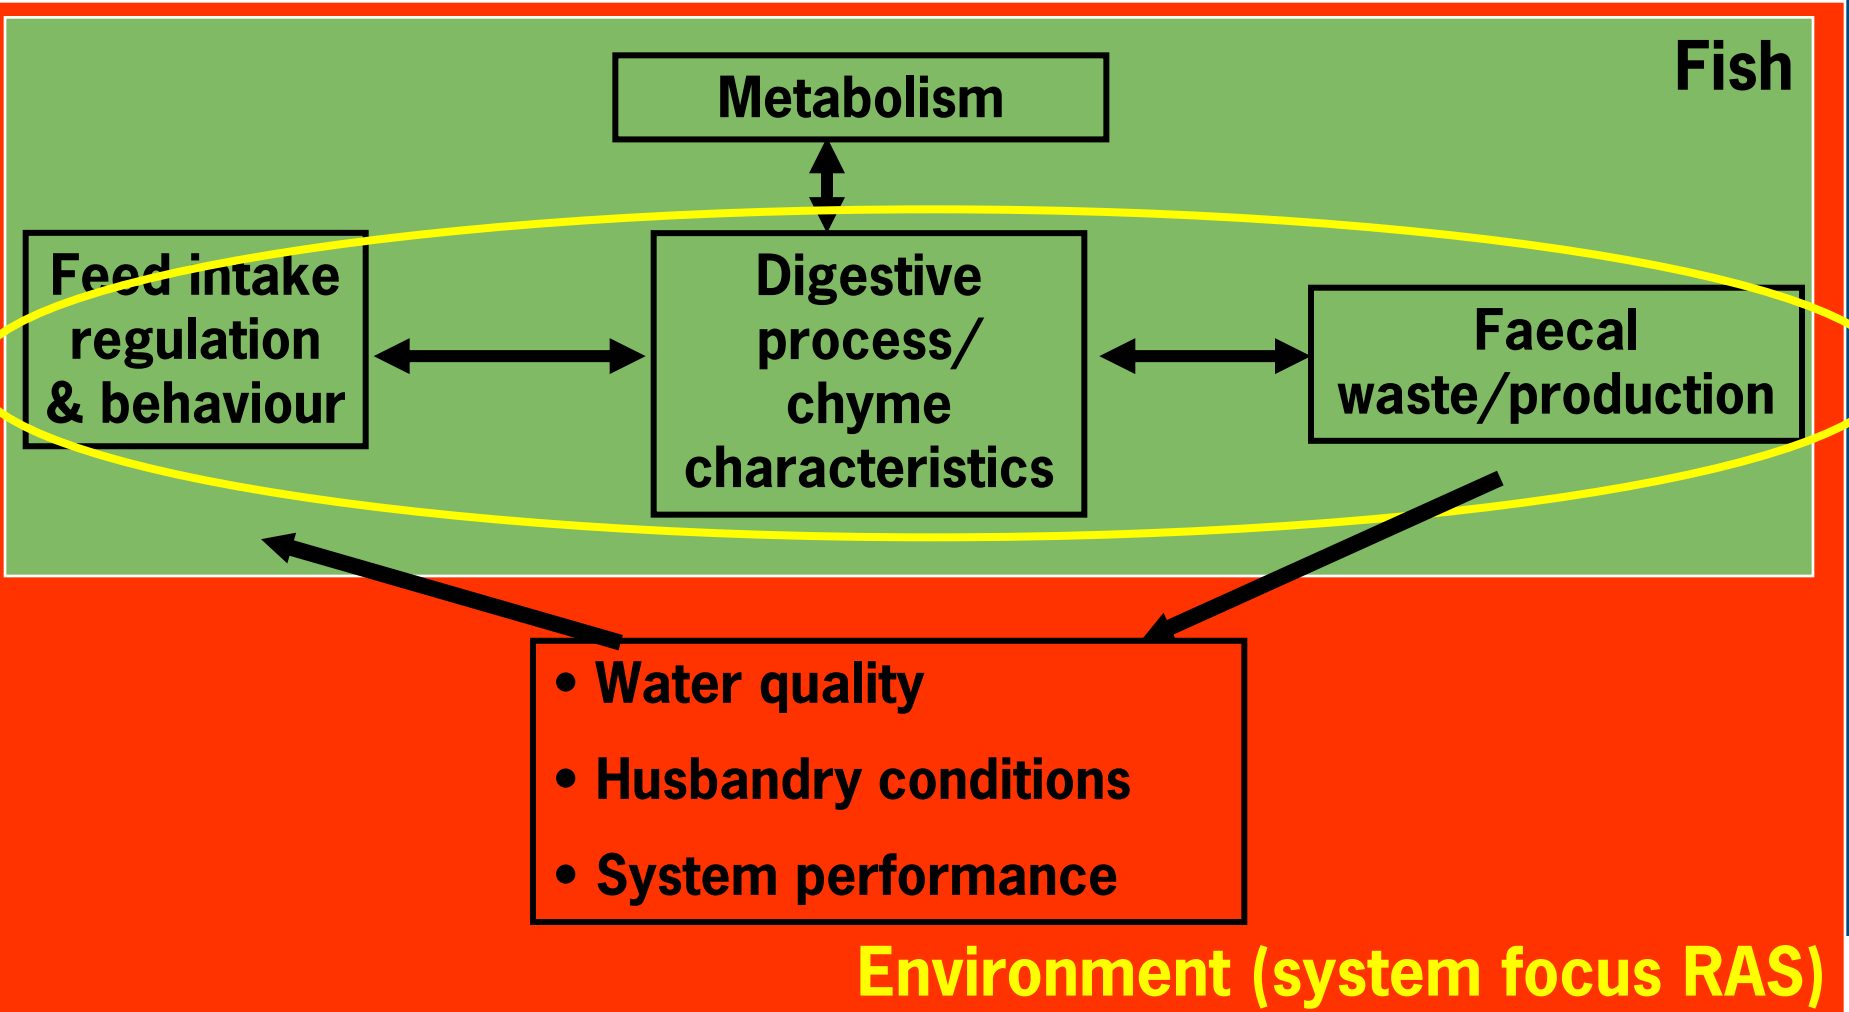 Fish
Metabolism
Feed intake
regulation
& behaviour
Digestive
process/
chyme
characteristics
Faecal
waste/production
• Water quality
• Husbandry conditions
• System performance
Environment (system focus RAS)